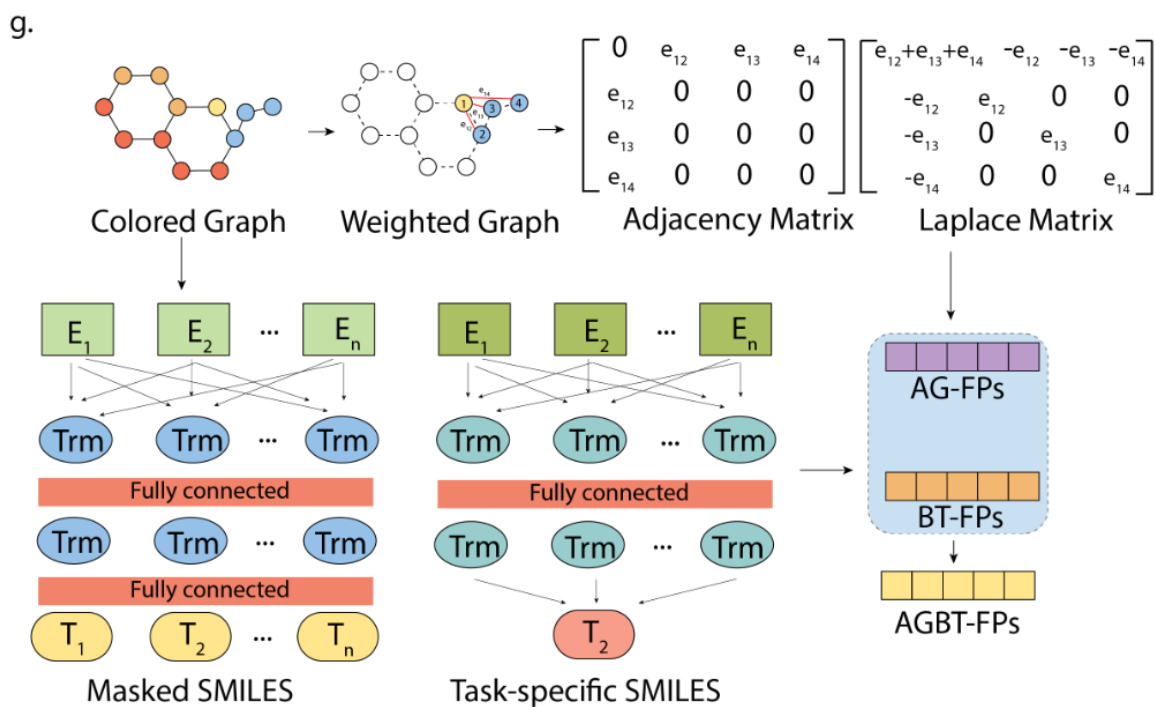 g.
e14
1 3 4
e13
e12
2
0 e12 e13 e14
e12 0 0 0
e13 0 0 0
e14 0 0 0
e12+e13+e14 -e12 -e13 -e14
-e12 e12 0 0
-e13 0 e13 0
-e14 0 0 e14
Colored Graph
Weighted Graph
Adjacency Matrix
Laplace Matrix
E1 E2 ... En
Trm Trm ... Trm
Fully connected
Trm Trm ... Trm
Fully connected
T1 T2 ... Tn
Masked SMILES
E1 E2 ... En
Trm Trm ... Trm
Fully connected
Trm Trm ... Trm
T2
Task-specific SMILES
AG-FPs
BT-FPs
AGBT-FPs